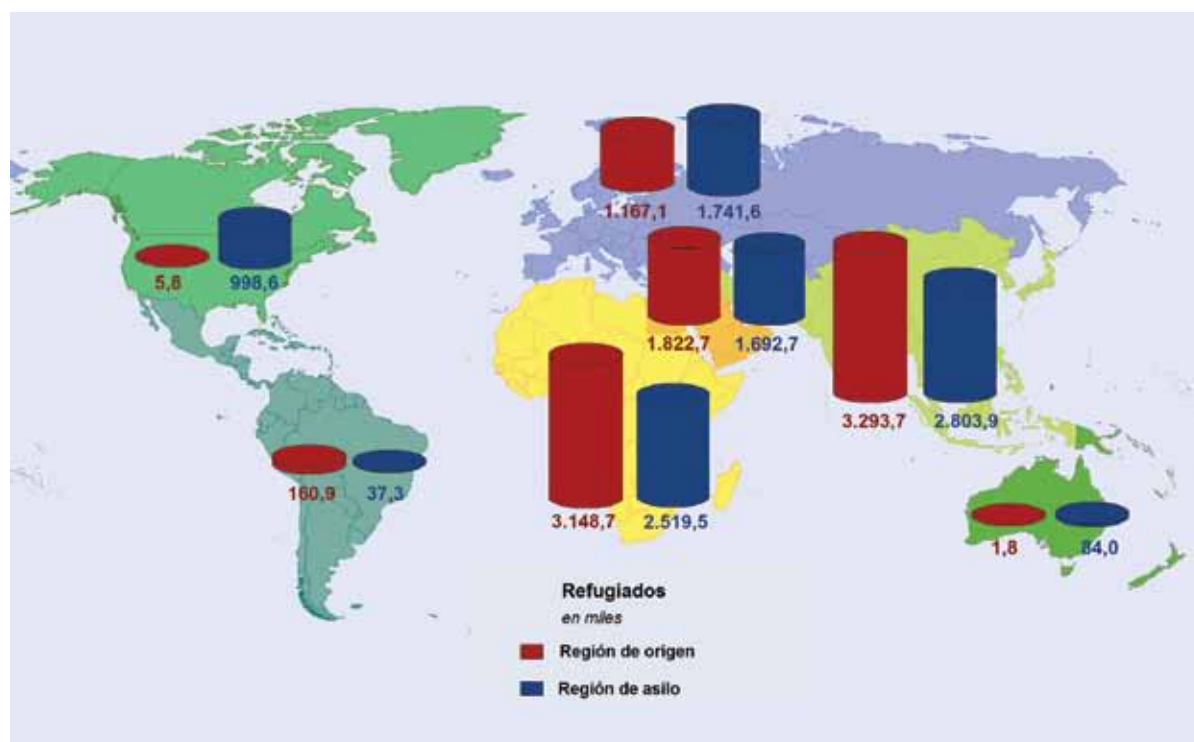 1.167,1 1.741,6
5,8 998,6
1.822,7 1.692,7
3.293,7 2.803,9
160,9 37,3
3.148,7 2.519,5
1,8 84,0
Refugiados
en miles
Región de origen
Región de asilo